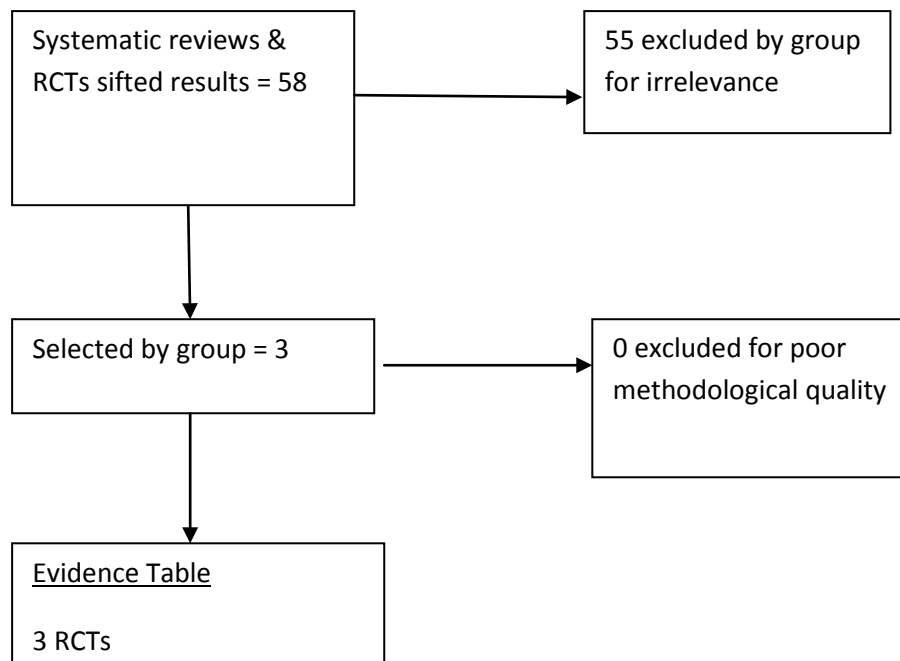 Systematic reviews &
RCTs sifted results = 58
55 excluded by group
for irrelevance
Selected by group = 3
0 excluded for poor
methodological quality
Evidence Table
3 RCTs